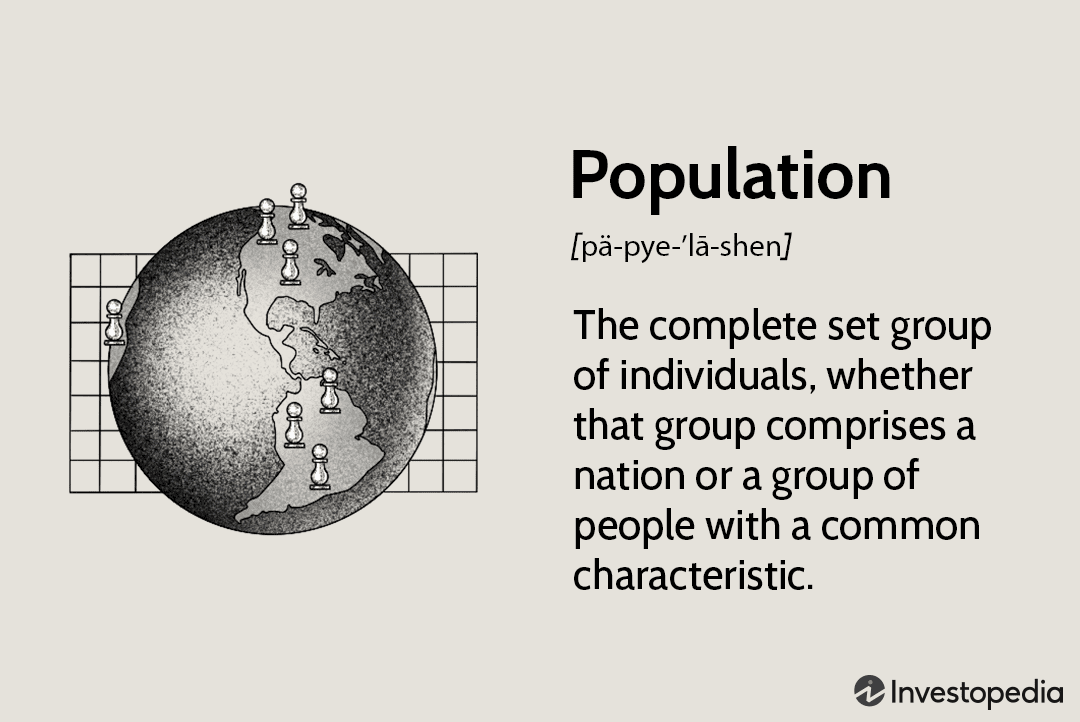 Population
[pä-pye-’lā-shen]
The complete set group
of individuals, whether
that group comprises a
nation or a group of
people with a common
characteristic.
Investopedia